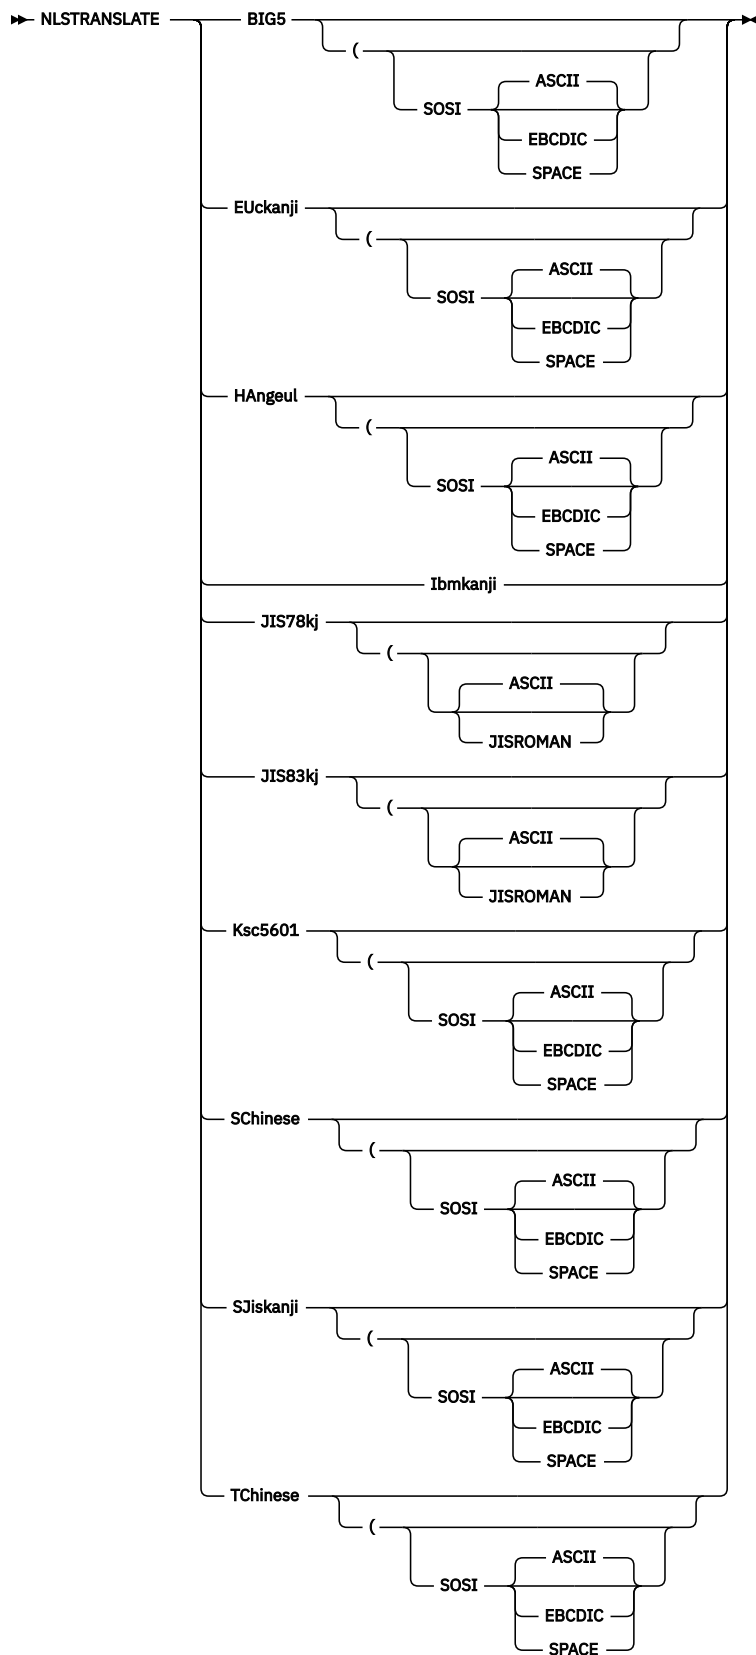 NLSTRANSLATE BIG5
(
ASCII
SOSI
EBCDIC
SPACE
EUckanji
(
ASCII
SOSI
EBCDIC
SPACE
HAngeul
(
ASCII
SOSI
EBCDIC
SPACE
Ibmkanji
JIS78kj
(
ASCII
JISROMAN
JIS83kj
(
ASCII
JISROMAN
Ksc5601
(
ASCII
SOSI
EBCDIC
SPACE
SChinese
(
ASCII
SOSI
EBCDIC
SPACE
SJiskanji
(
ASCII
SOSI
EBCDIC
SPACE
TChinese
(
ASCII
SOSI
EBCDIC
SPACE